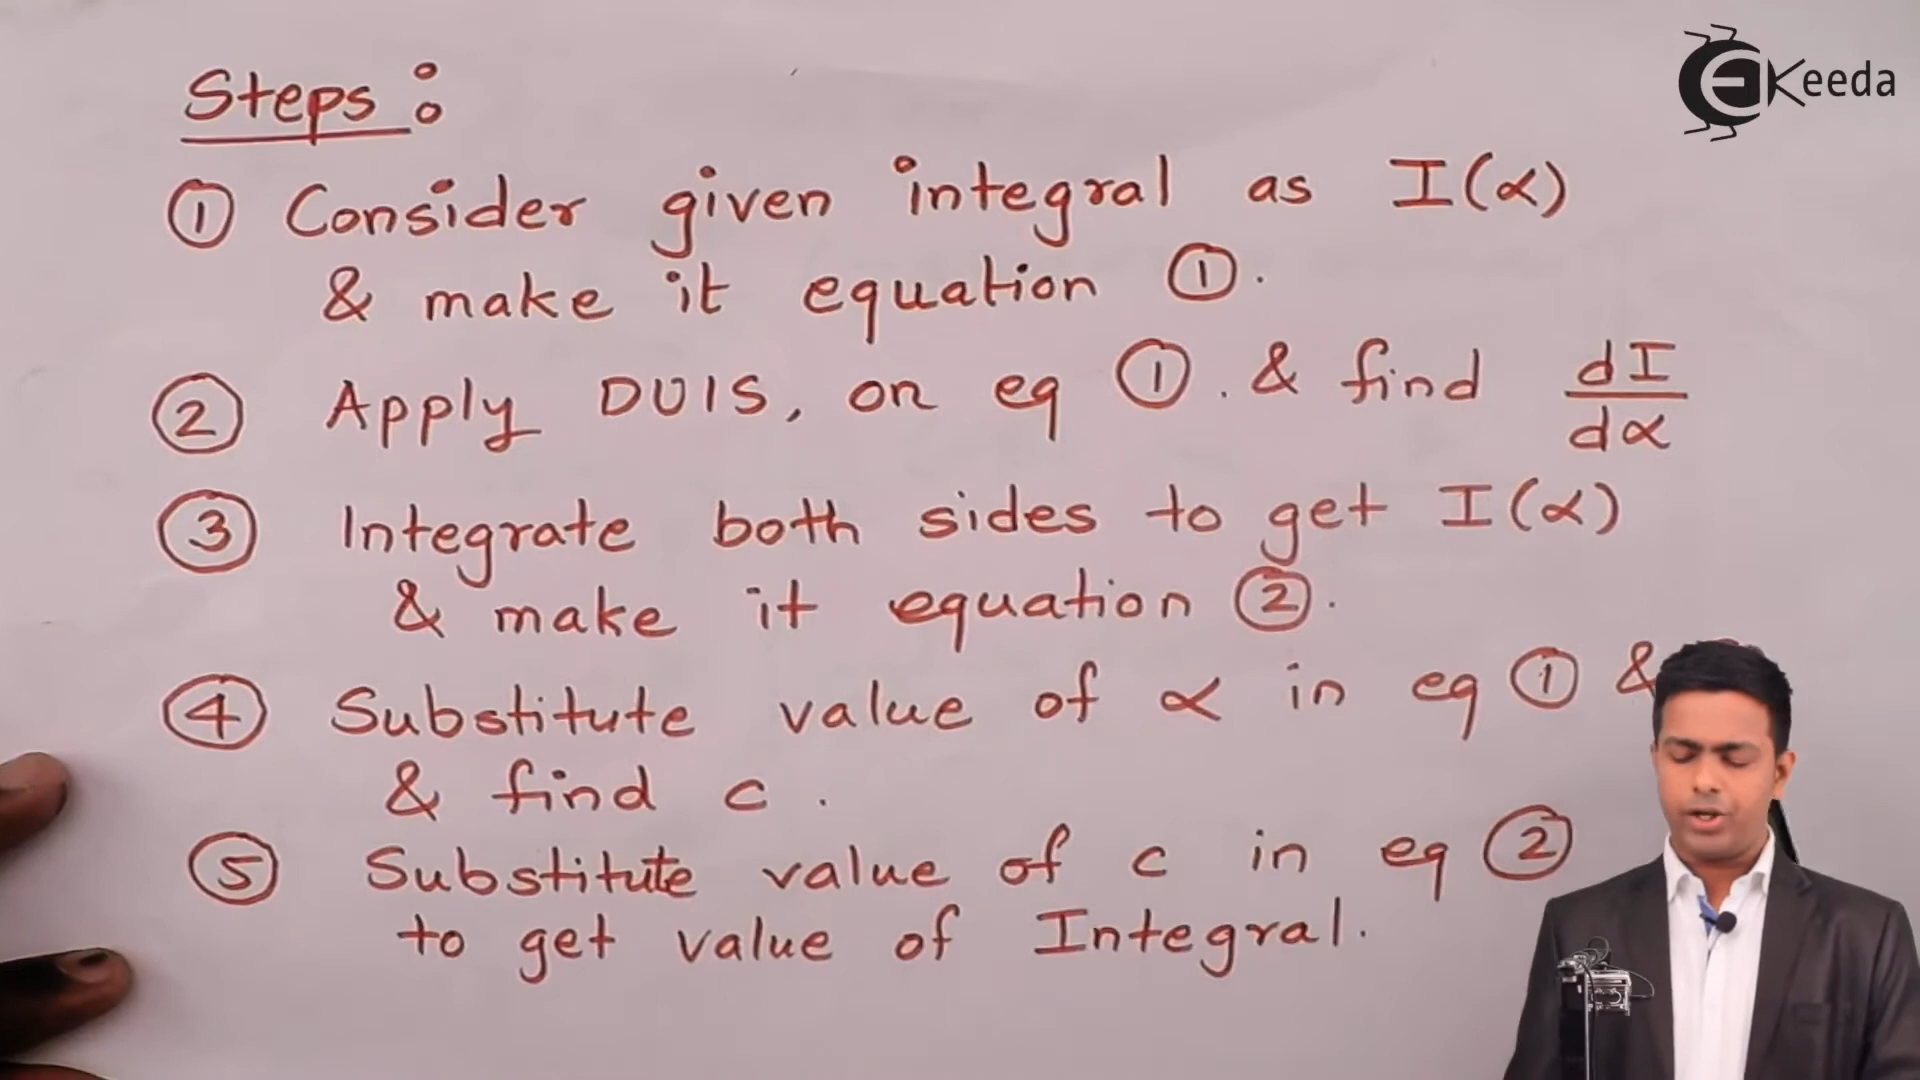 Steps :
EKeeda
① Consider given integral as I(α)
& make it equation ①.
② Apply DUIS, on eq ①. & find dI/dα
③ Integrate both sides to get I(α)
& make it equation ②.
④ Substitute value of α in eq ① &
& find c.
⑤ Substitute value of c in eq ②
to get value of Integral.